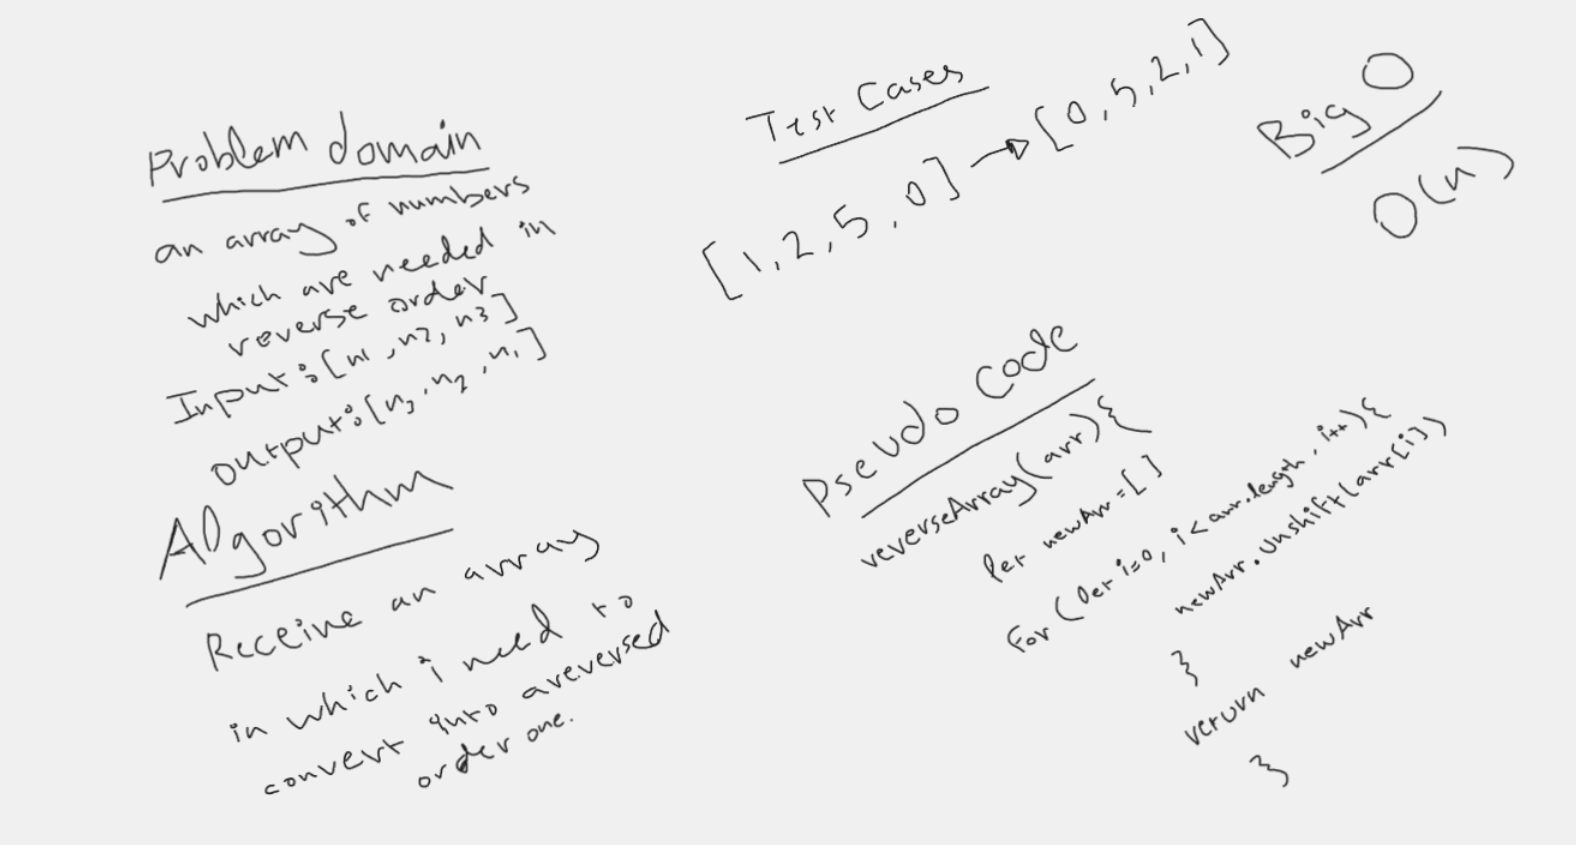 Problem domain
an array of numbers
which are needed in
reverse order
Input:[n1,n2,n3]
output:[n3,n2,n1]
Algorithm
Receive an array
in which i need to
convert into a reversed
order one.
Test Cases
[1,2,5,0]→[0,5,2,1]
Big O
O(n)
Pseudo Code
reverseArray(arr){
let newArr=[]
for(let i=0, i<arr.length, i++){
newArr.unshift(arr[i])
}
return newArr
}